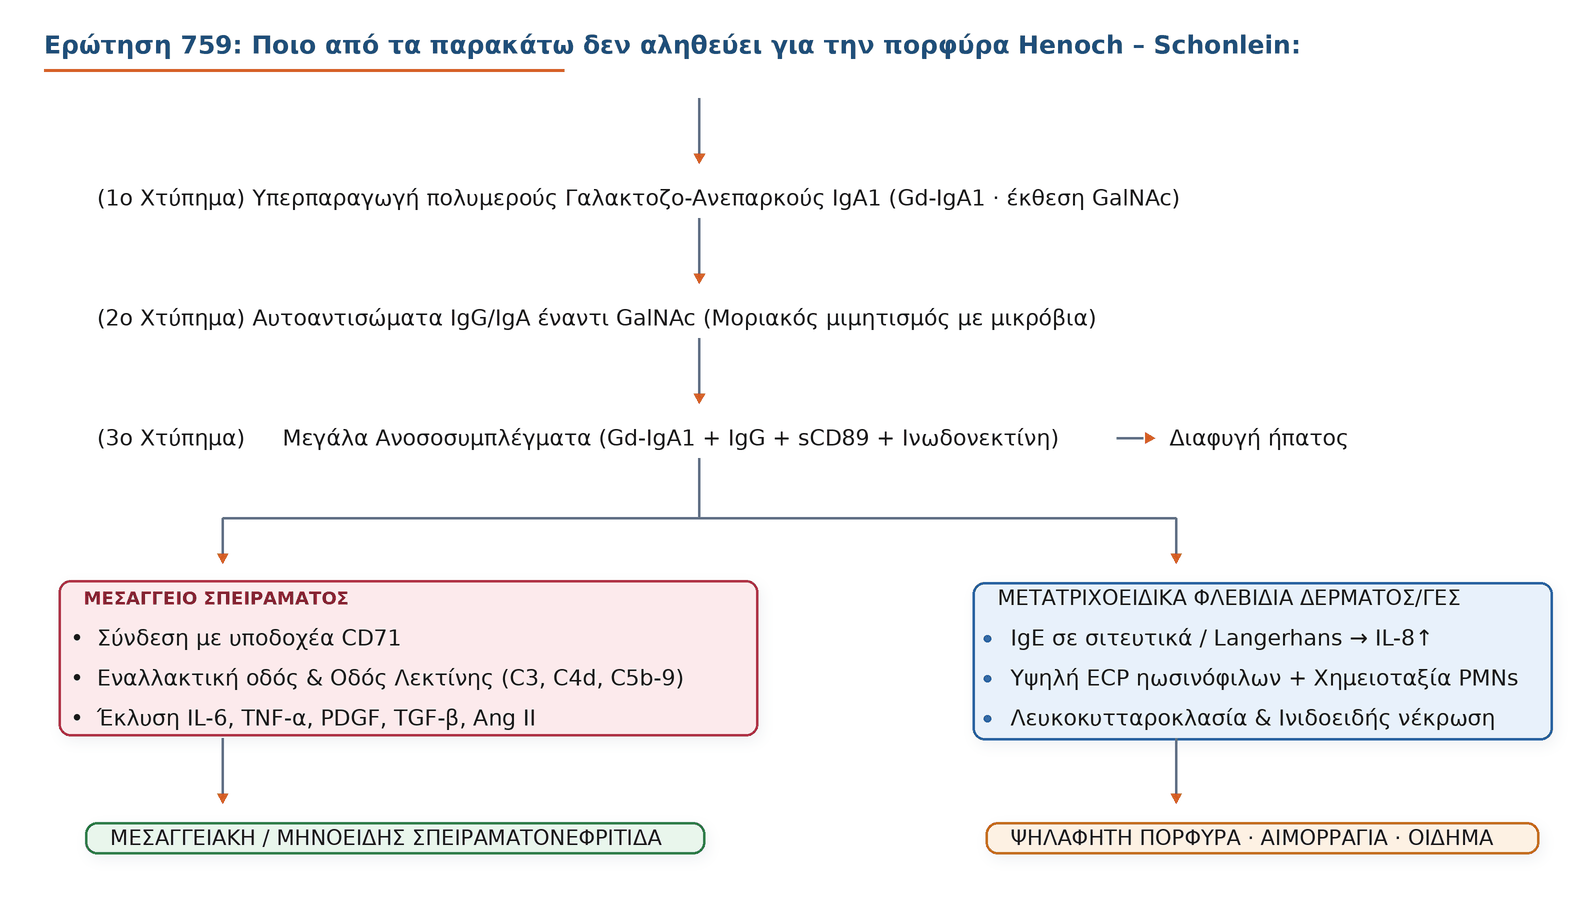 Ερώτηση 759: Ποιο από τα παρακάτω δεν αληθεύει για την πορφύρα Henoch – Schonlein:
(1ο Χτύπημα) Υπερπαραγωγή πολυμερούς Γαλακτοζο-Ανεπαρκούς IgA1 (Gd-IgA1 · έκθεση GalNAc)
(2ο Χτύπημα) Αυτοαντισώματα IgG/IgA έναντι GalNAc (Μοριακός μιμητισμός με μικρόβια)
(3ο Χτύπημα) Μεγάλα Ανοσοσυμπλέγματα (Gd-IgA1 + IgG + sCD89 + Ινωδονεκτίνη) Διαφυγή ήπατος
ΜΕΣΑΓΓΕΙΟ ΣΠΕΙΡΑΜΑΤΟΣ
• Σύνδεση με υποδοχέα CD71
• Εναλλακτική οδός & Οδός Λεκτίνης (C3, C4d, C5b-9)
• Έκλυση IL-6, TNF-α, PDGF, TGF-β, Ang II
ΜΕΣΑΓΓΕΙΑΚΗ / ΜΗΝΟΕΙΔΗΣ ΣΠΕΙΡΑΜΑΤΟΝΕΦΡΙΤΙΔΑ
ΜΕΤΑΤΡΙΧΟΕΙΔΙΚΑ ΦΛΕΒΙΔΙΑ ΔΕΡΜΑΤΟΣ/ΓΕΣ
• IgE σε σιτευτικά / Langerhans → IL-8↑
• Υψηλή ECP ηωσινόφιλων + Χημειοταξία PMNs
• Λευκοκυτταροκλασία & Ινιδοειδής νέκρωση
ΨΗΛΑΦΗΤΗ ΠΟΡΦΥΡΑ · ΑΙΜΟΡΡΑΓΙΑ · ΟΙΔΗΜΑ